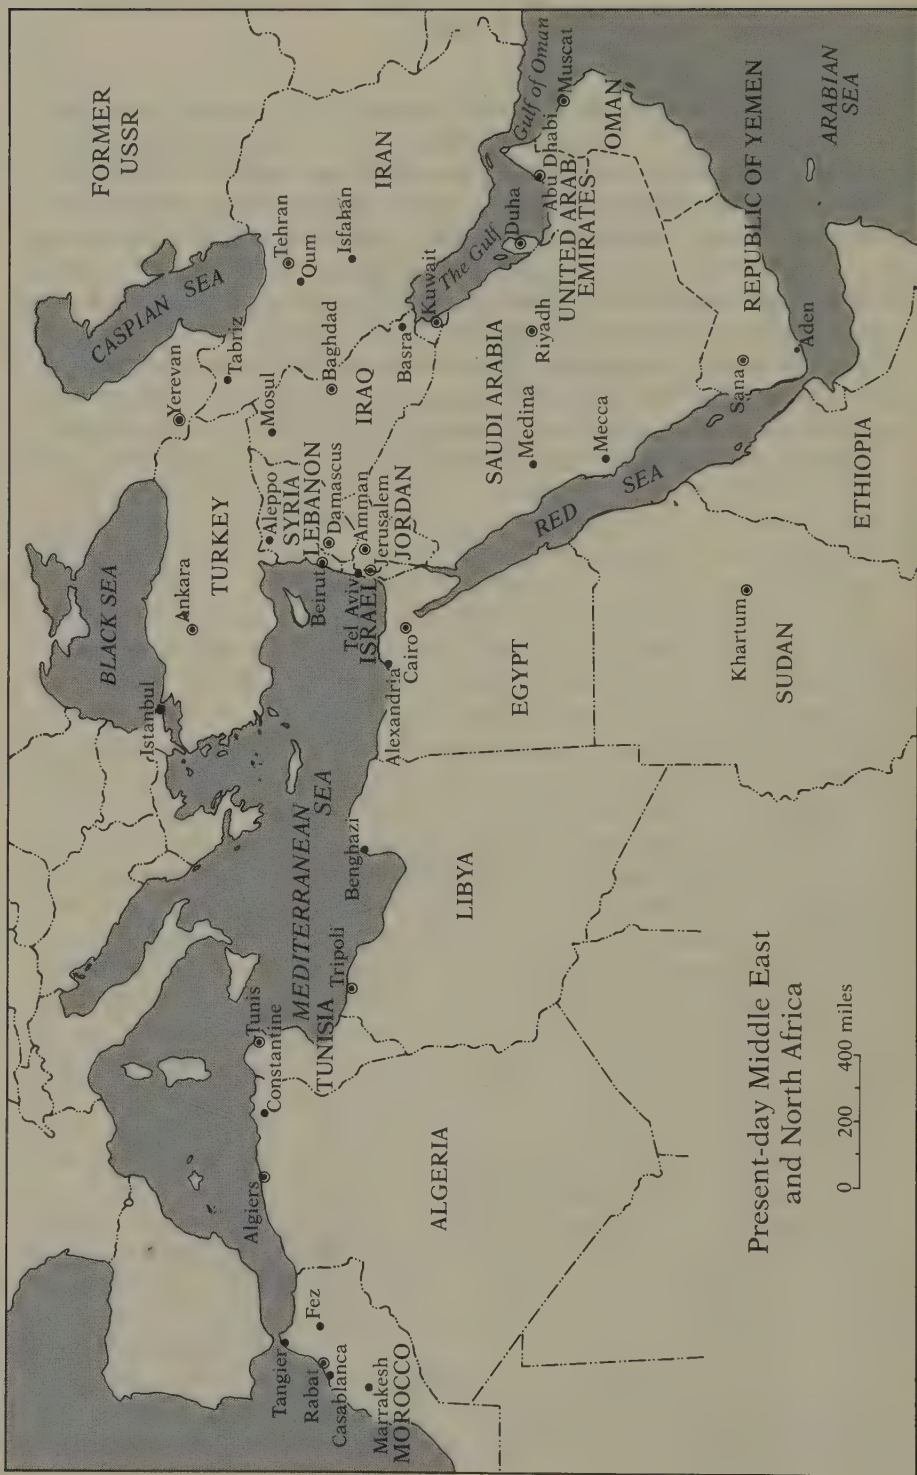 FORMER
USSR
CASPIAN SEA
BLACK SEA
Yerevan
Tabriz
Tehran
Qum
Isfahan
IRAN
Istanbul
Ankara
TURKEY
Mosul
Baghdad
IRAQ
Basra
Kuwait
The Gulf
Duha
Gulf of Oman
Muscat
Abu Dhabi
UNITED ARAB
EMIRATES
OMAN
Aleppo
SYRIA
LEBANON
Damascus
Beirut
Amman
Jerusalem
JORDAN
Tel Aviv
ISRAEL
Cairo
Alexandria
SAUDI ARABIA
Riyadh
Medina
Mecca
RED SEA
REPUBLIC OF YEMEN
Sana
Aden
ARABIAN
SEA
ETHIOPIA
EGYPT
Khartum
SUDAN
MEDITERRANEAN
SEA
Benghazi
Tripoli
LIBYA
Tunis
Constantine
TUNISIA
Algiers
ALGERIA
Tangier
Fez
Rabat
Casablanca
Marrakesh
MOROCCO
Present-day Middle East
and North Africa
0 200 400 miles